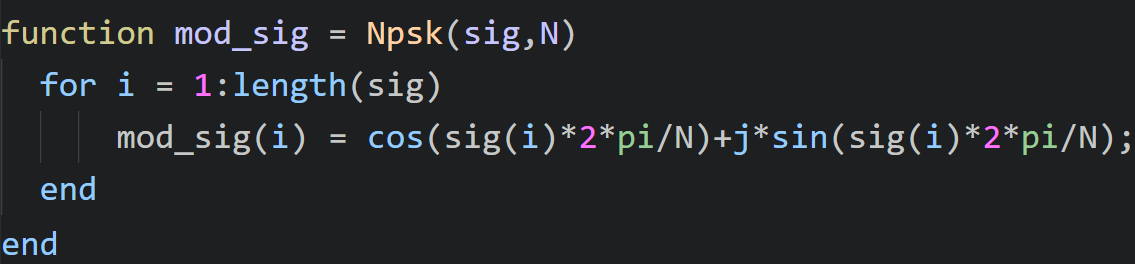 function mod_sig = Npsk(sig,N)
for i = 1:length(sig)
mod_sig(i) = cos(sig(i)*2*pi/N)+j*sin(sig(i)*2*pi/N);
end
end